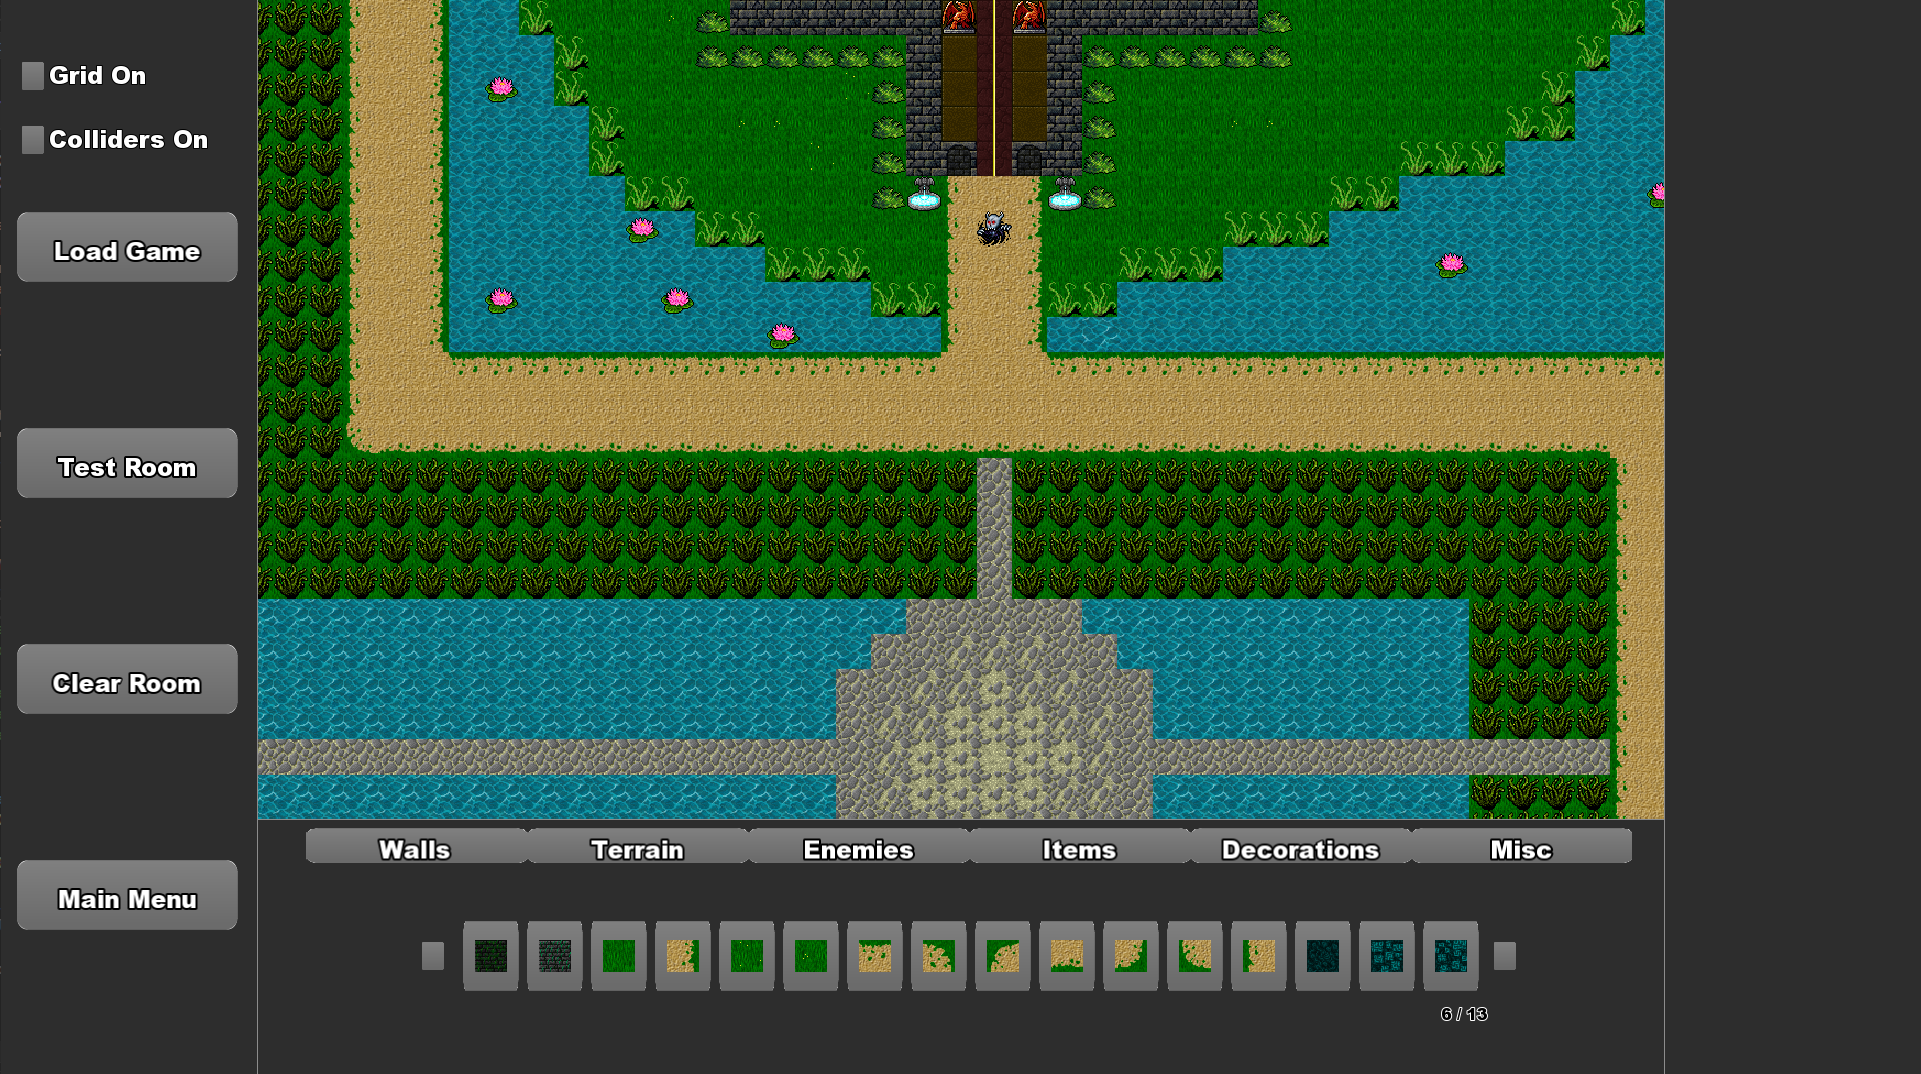 Grid On
Colliders On
Load Game
Test Room
Clear Room
Main Menu
Walls
Terrain
Enemies
Items
Decorations
Misc
6 / 13